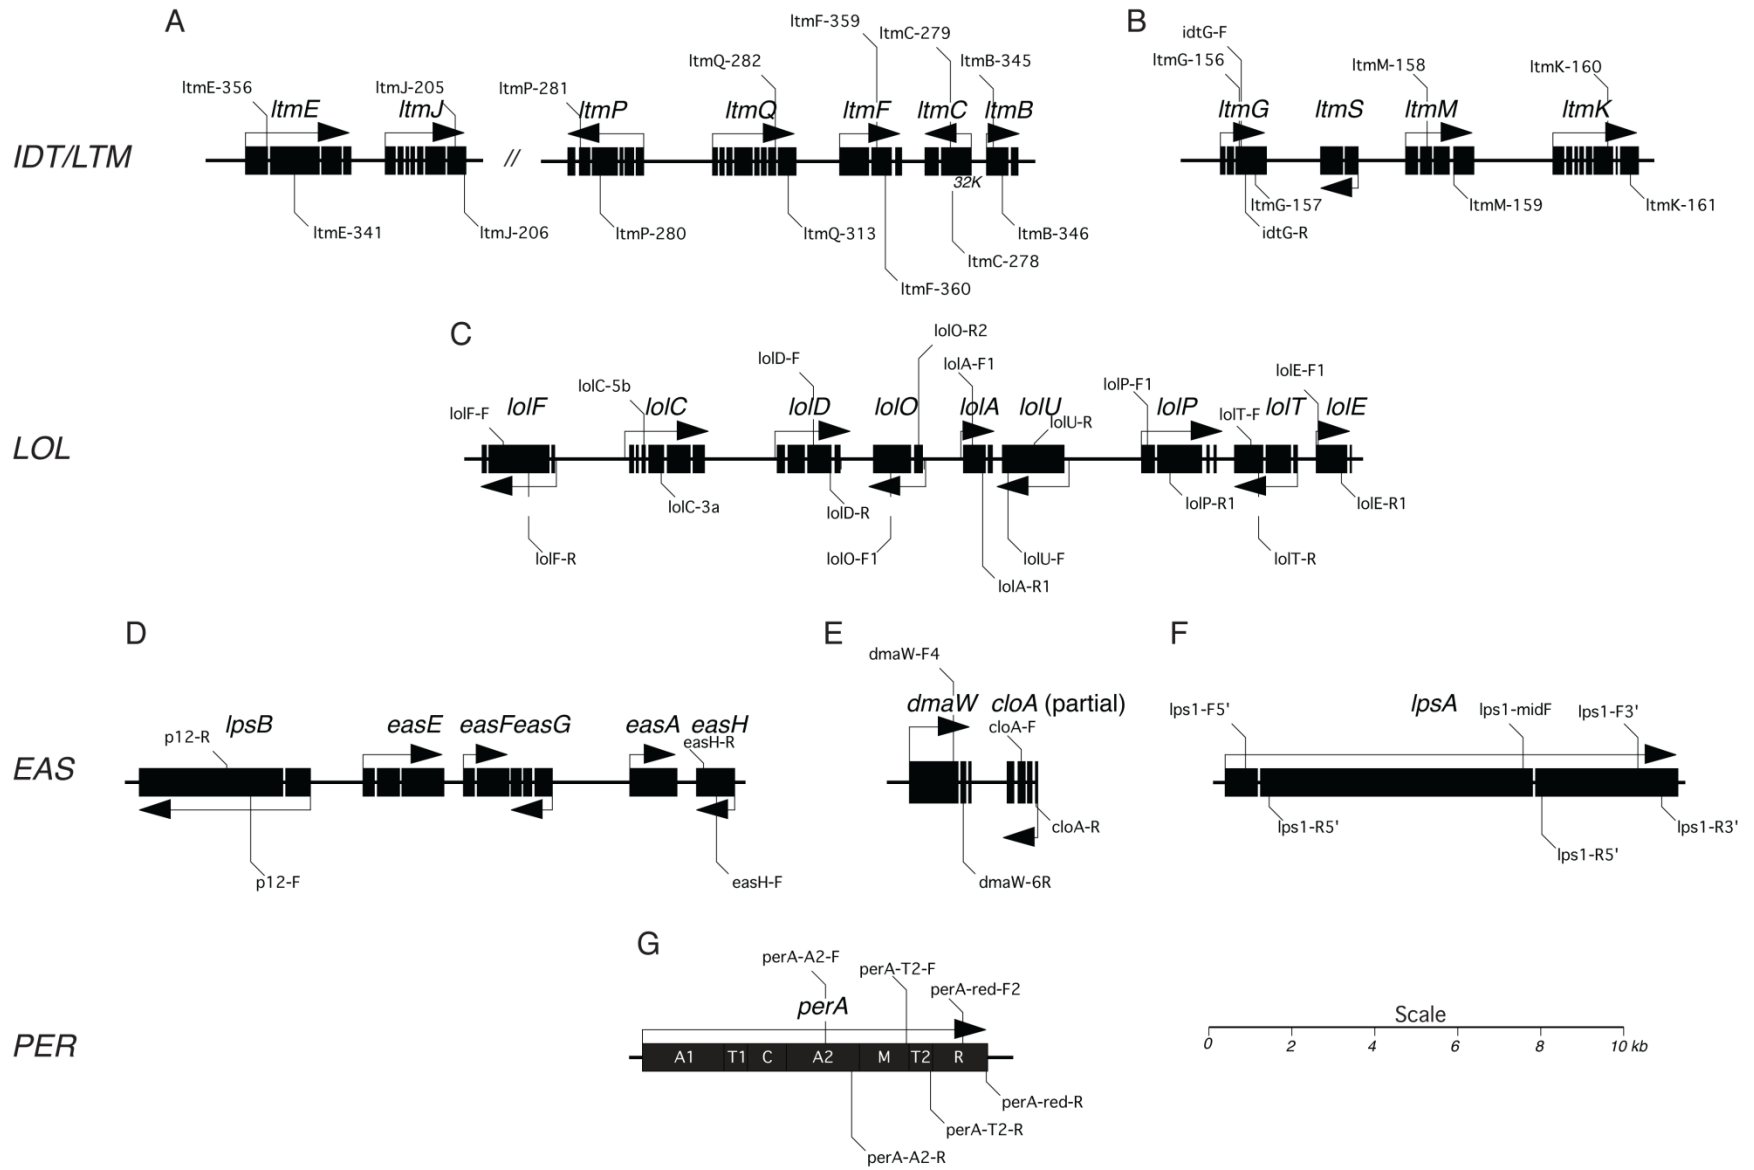 A
B
ltmF-359
ltmC-279
idtG-F
ltmQ-282
ltmB-345
ltmG-156
ltmM-158
ltmK-160
ltmE-356
ltmJ-205
ltmP-281
ltmE
ltmJ
ltmP
ltmQ
ltmF
ltmC
ltmB
ltmG
ltmS
ltmM
ltmK
IDT/LTM
//
32K
ltmE-341
ltmJ-206
ltmP-280
ltmQ-313
ltmB-346
ltmC-278
ltmF-360
ltmG-157
idtG-R
ltmM-159
ltmK-161
C
lolO-R2
lolD-F
lolA-F1
lolC-5b
lolP-F1
lolE-F1
lolF-F
lolF
lolC
lolD
lolO
lolA
lolU
lolU-R
lolP
lolT-F
lolT
lolE
LOL
lolC-3a
lolD-R
lolP-R1
lolE-R1
lolF-R
lolO-F1
lolU-F
lolT-R
lolA-R1
D
E
F
dmaW-F4
p12-R
lpsB
easE
easF
easG
easA
easH
easH-R
dmaW
cloA (partial)
cloA-F
lps1-F5'
lpsA
lps1-midF
lps1-F3'
EAS
cloA-R
lps1-R5'
lps1-R3'
lps1-R5'
p12-F
easH-F
dmaW-6R
G
perA-A2-F
perA-T2-F
perA-red-F2
perA
PER
A1 T1 C A2 M T2 R
perA-red-R
perA-T2-R
perA-A2-R
Scale
0 2 4 6 8 10 kb